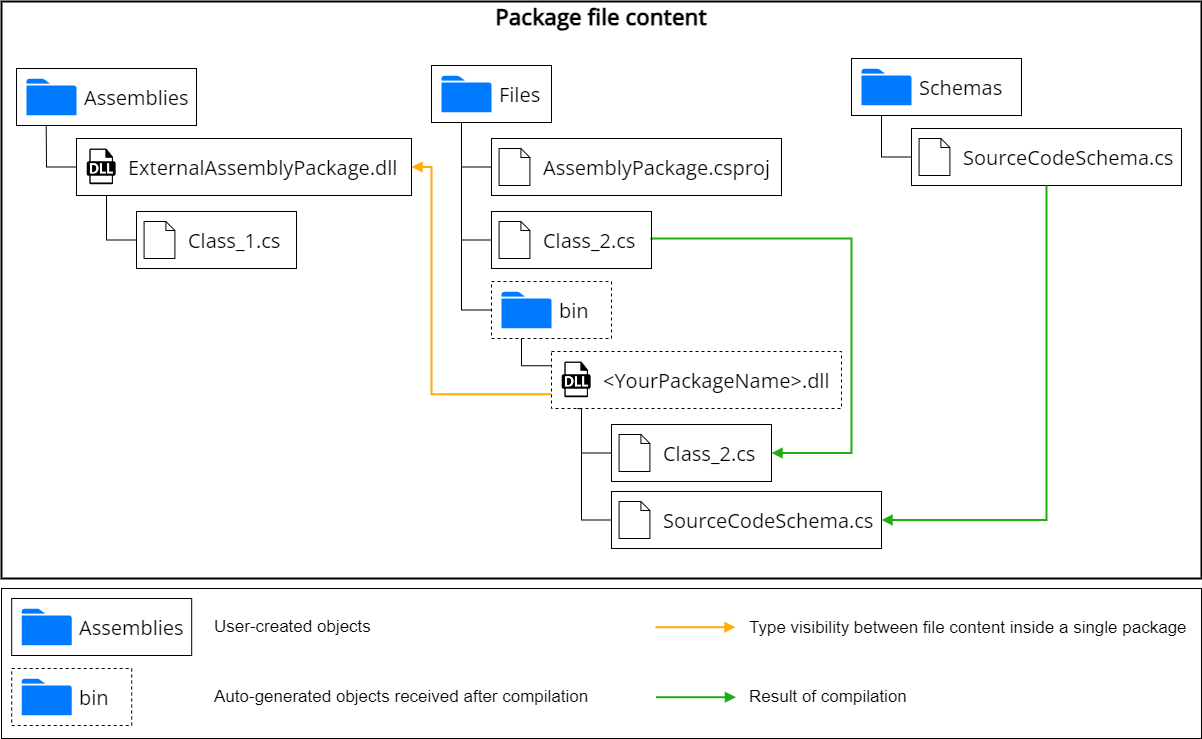 Package file content
Assemblies
DLL
ExternalAssemblyPackage.dll
Class_1.cs
Files
AssemblyPackage.csproj
Class_2.cs
bin
DLL
<YourPackageName>.dll
Class_2.cs
SourceCodeSchema.cs
Schemas
SourceCodeSchema.cs
Assemblies
User-created objects
Type visibility between file content inside a single package
bin
Auto-generated objects received after compilation
Result of compilation